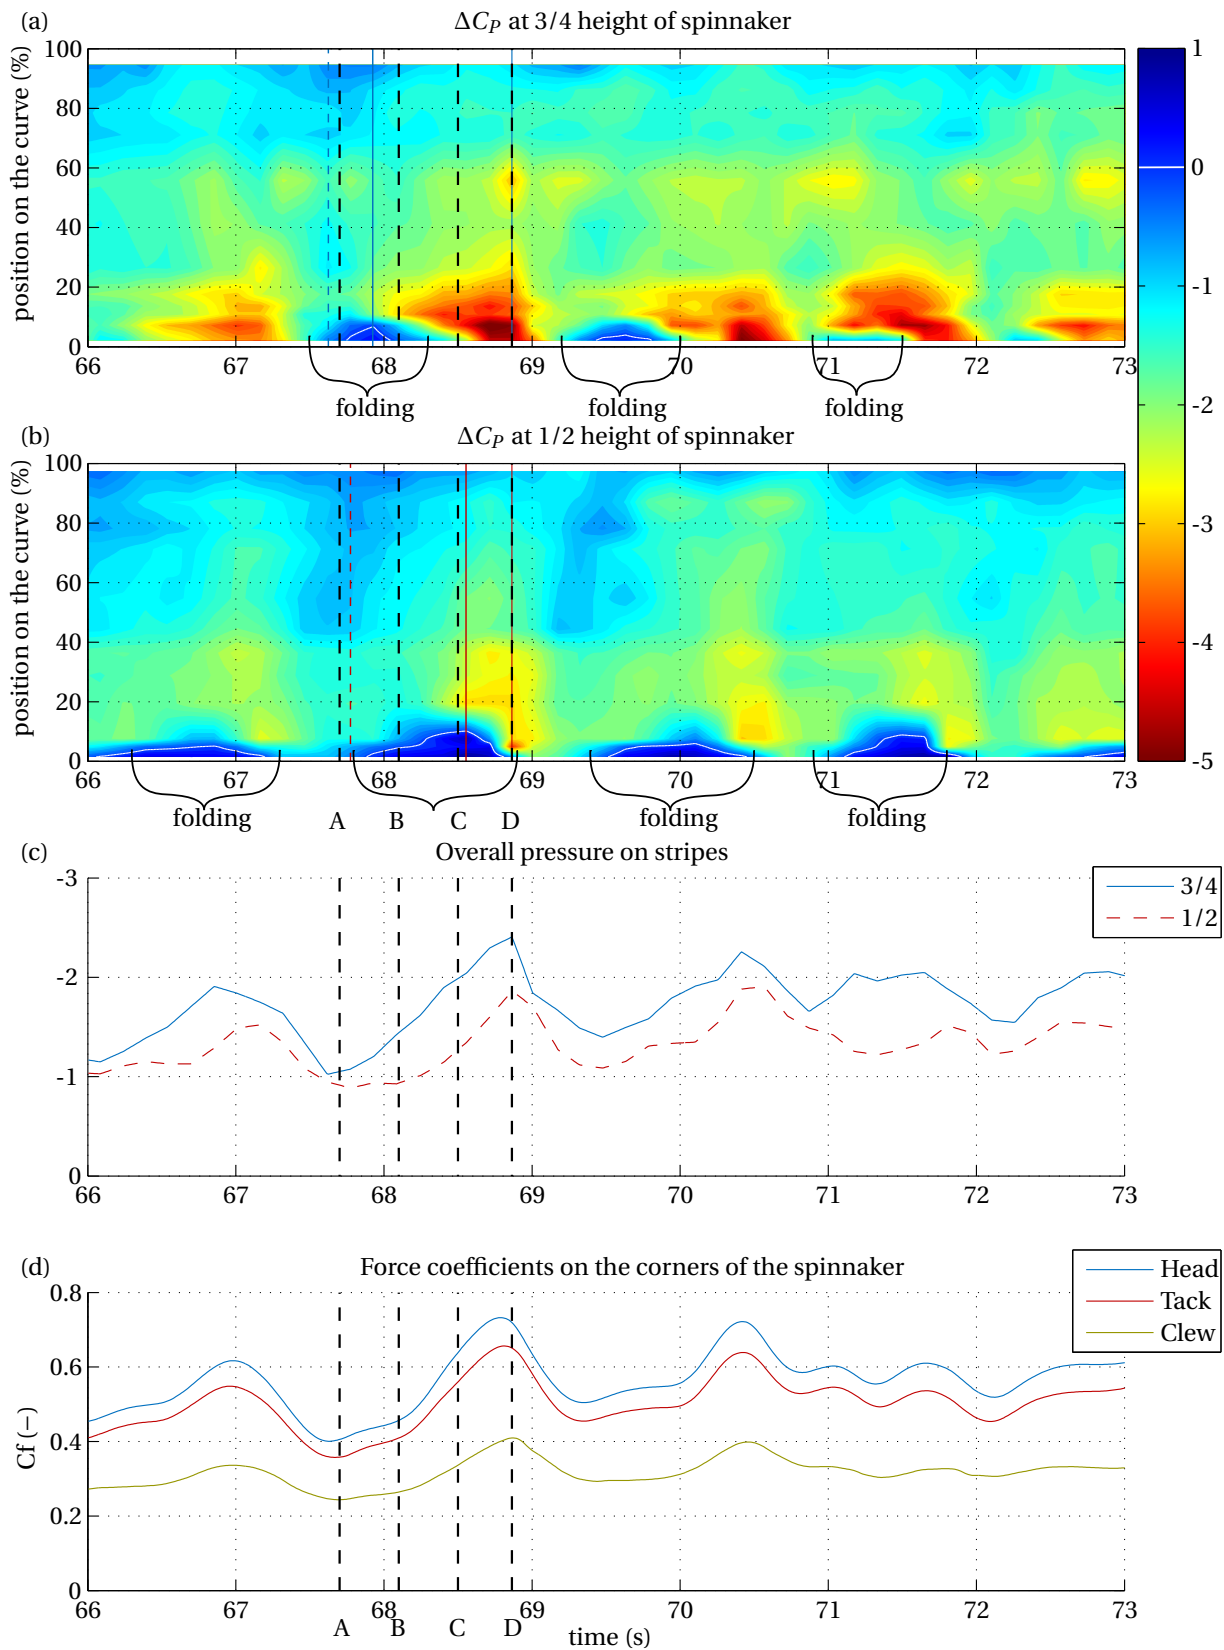 (a)
ΔC_P at 3/4 height of spinnaker
position on the curve (%)
100
80
60
40
20
0
66 67 68 69 70 71 72 73
folding folding folding
1
0
-1
-2
-3
-4
-5
(b)
ΔC_P at 1/2 height of spinnaker
position on the curve (%)
100
80
60
40
20
0
66 67 68 69 70 71 72 73
folding A B C D folding folding
(c)
Overall pressure on stripes
-3
-2
-1
0
3/4
1/2
66 67 68 69 70 71 72 73
(d)
Force coefficients on the corners of the spinnaker
Head
Tack
Clew
Cf (−)
0.8
0.6
0.4
0.2
0
66 67 68 69 70 71 72 73
A B C D
time (s)